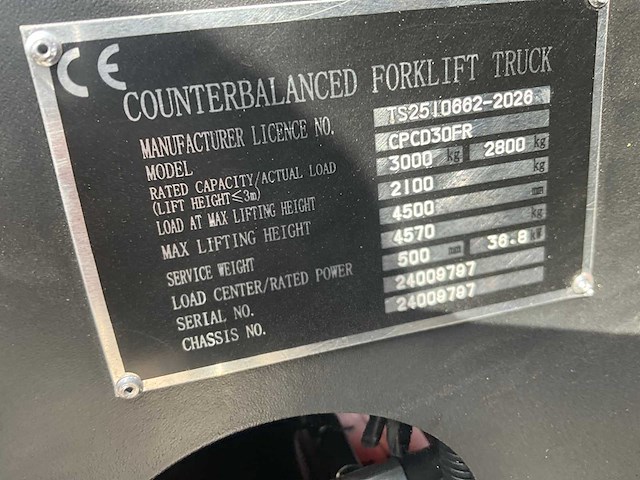 CE
COUNTERBALANCED FORKLIFT TRUCK
MANUFACTURER LICENCE NO. TS2510662-2026
MODEL CPCD30FR
RATED CAPACITY/ACTUAL LOAD 3000 kg 2800 kg
(LIFT HEIGHT≤3m)
LOAD AT MAX LIFTING HEIGHT 2100 kg
MAX LIFTING HEIGHT 4500 mm
SERVICE WEIGHT 4570 kg
LOAD CENTER/RATED POWER 500 mm 36.8 kW
SERIAL NO. 24009797
CHASSIS NO. 24009797